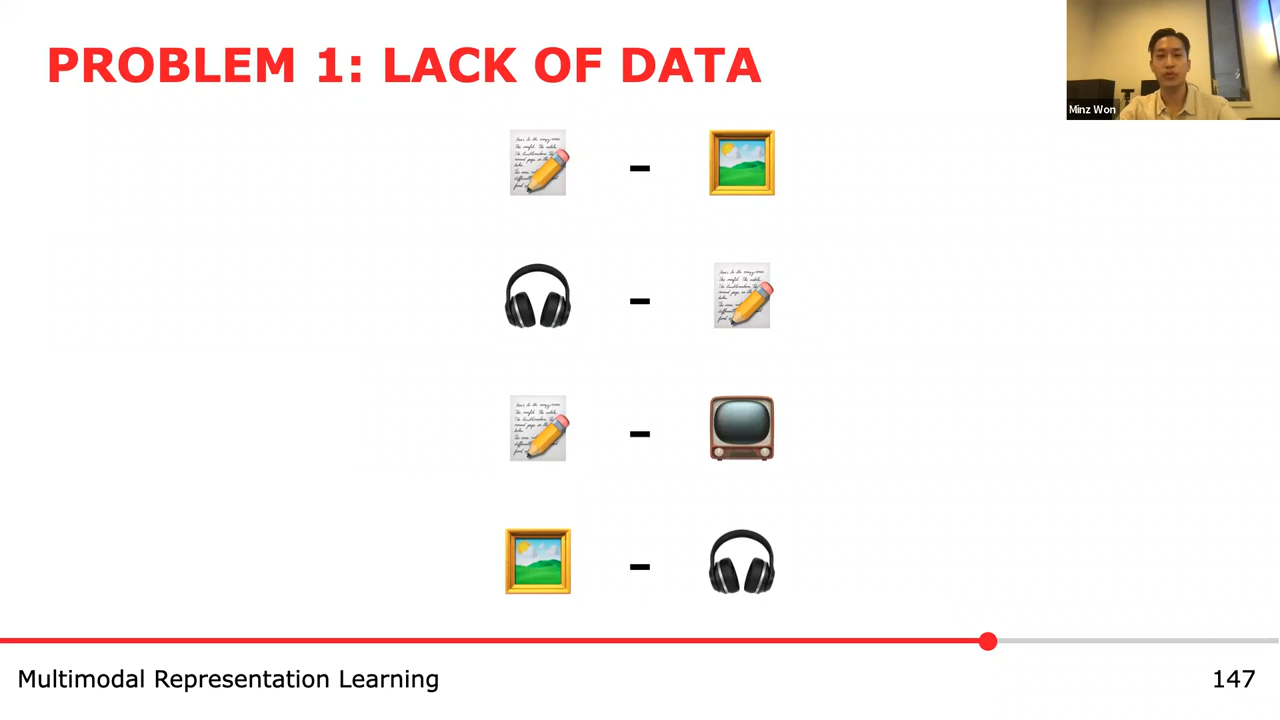 PROBLEM 1: LACK OF DATA
Minz Won
Multimodal Representation Learning
147